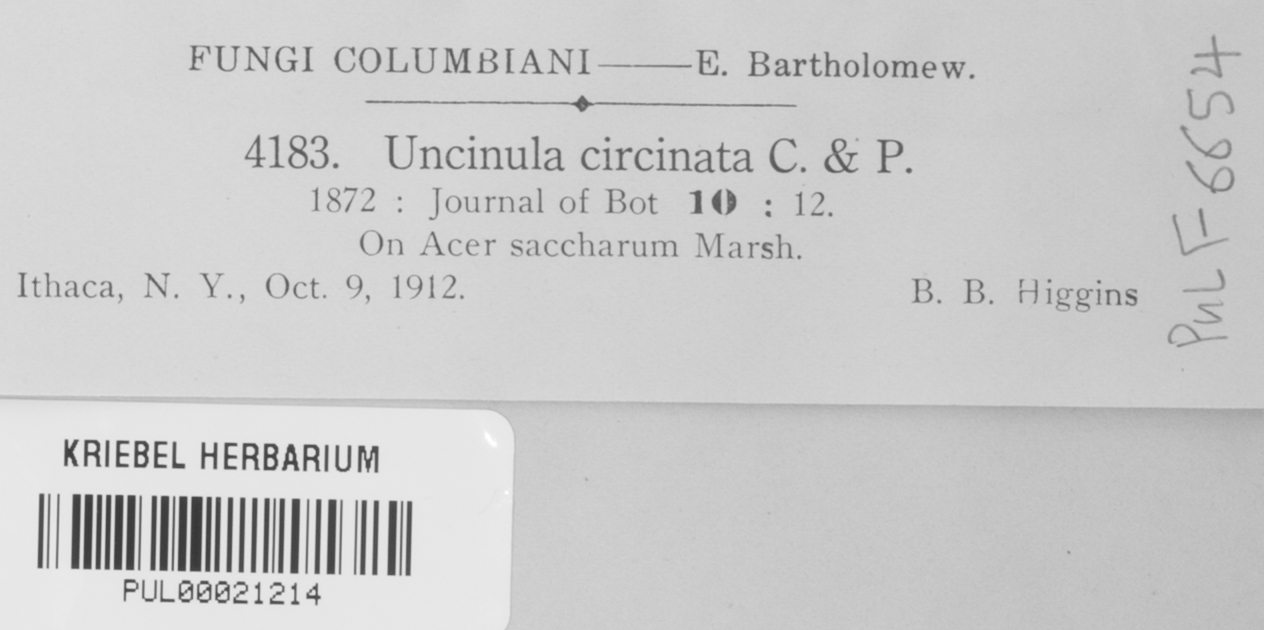 FUNGI COLUMBIANI——E. Bartholomew.
4183. Uncinula circinata C. & P.
1872 : Journal of Bot 10 : 12.
On Acer saccharum Marsh.
Ithaca, N. Y., Oct. 9, 1912. B. B. Higgins
PUL F 6654
KRIEBEL HERBARIUM
PUL00021214